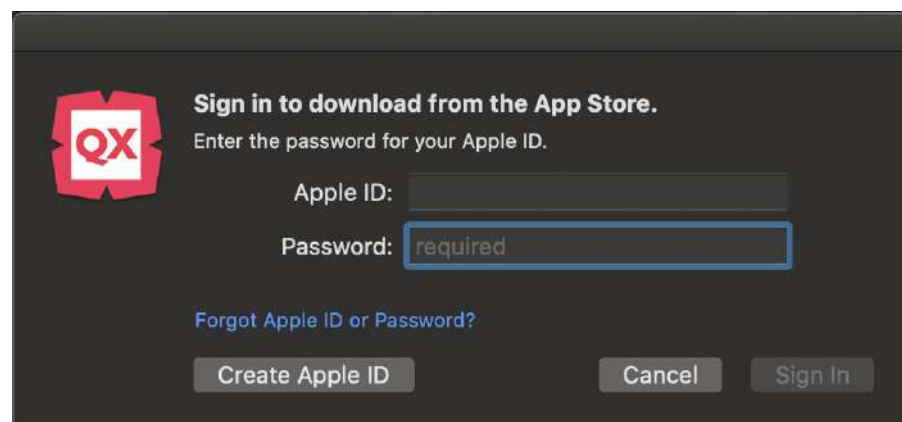 QX
Sign in to download from the App Store.
Enter the password for your Apple ID.
Apple ID:
Password: required
Forgot Apple ID or Password?
Create Apple ID Cancel Sign In